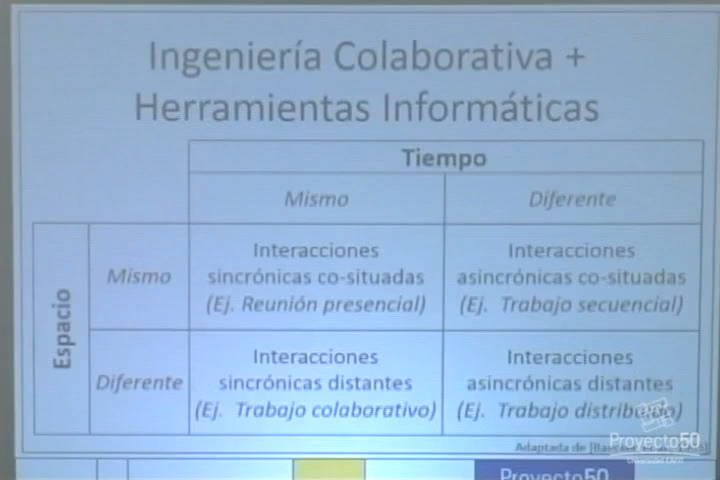 Ingeniería Colaborativa +
Herramientas Informáticas
Tiempo
Mismo
Diferente
Espacio
Mismo
Interacciones
sincrónicas co-situadas
(Ej. Reunión presencial)
Interacciones
asincrónicas co-situadas
(Ej. Trabajo secuencial)
Diferente
Interacciones
sincrónicas distantes
(Ej. Trabajo colaborativo)
Interacciones
asincrónicas distantes
(Ej. Trabajo distribuido)
Adaptada de
Proyecto50
Proyecto50